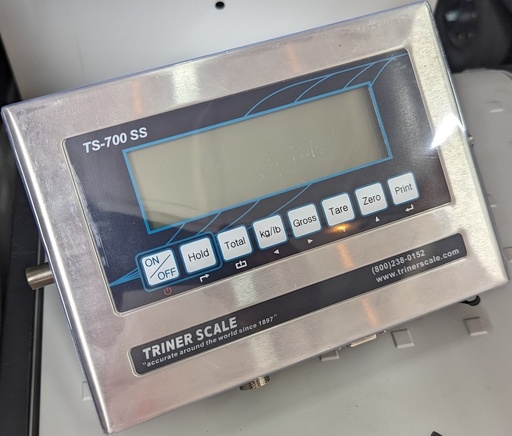 TS-700 SS
ON/OFF Hold Total kg/lb Gross Tare Zero Print
TRINER SCALE
"accurate around the world since 1897"
(800)238-0152
www.trinerscale.com